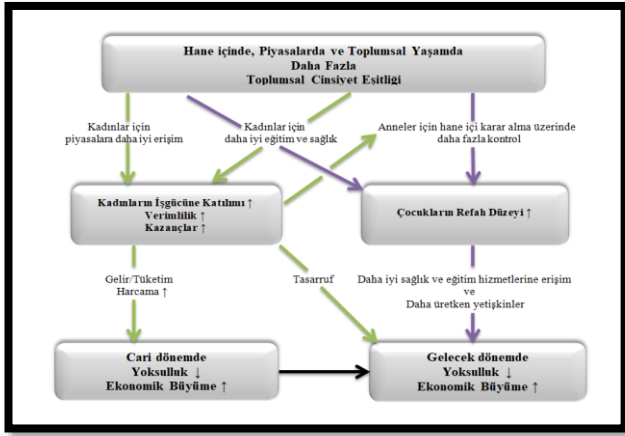 Hane içinde, Piyasalarda ve Toplumsal Yaşamda
Daha Fazla
Toplumsal Cinsiyet Eşitliği
Kadınlar için
piyasalara daha iyi erişim
Kadınlar için
daha iyi eğitim ve sağlık
Anneler için hane içi karar alma üzerinde
daha fazla kontrol
Kadınların İşgücüne Katılımı ↑
Verimlilik ↑
Kazançlar ↑
Çocukların Refah Düzeyi ↑
Gelir/Tüketim
Harcama ↑
Tasarruf
Daha iyi sağlık ve eğitim hizmetlerine erişim
ve
Daha üretken yetişkinler
Cari dönemde
Yoksulluk ↓
Ekonomik Büyüme ↑
Gelecek dönemde
Yoksulluk ↓
Ekonomik Büyüme ↑